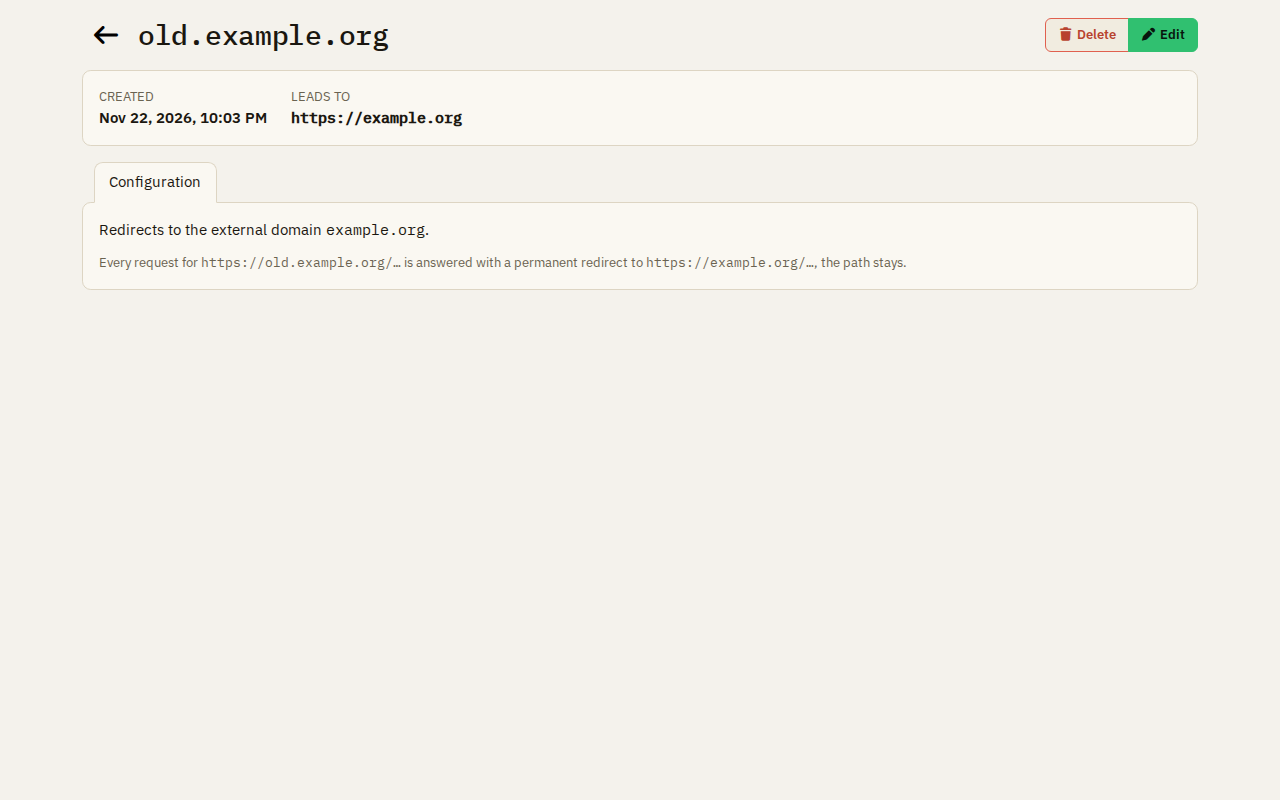 old.example.org
Delete
Edit
CREATED
Nov 22, 2026, 10:03 PM
LEADS TO
https://example.org
Configuration
Redirects to the external domain example.org.
Every request for https://old.example.org/… is answered with a permanent redirect to https://example.org/…, the path stays.